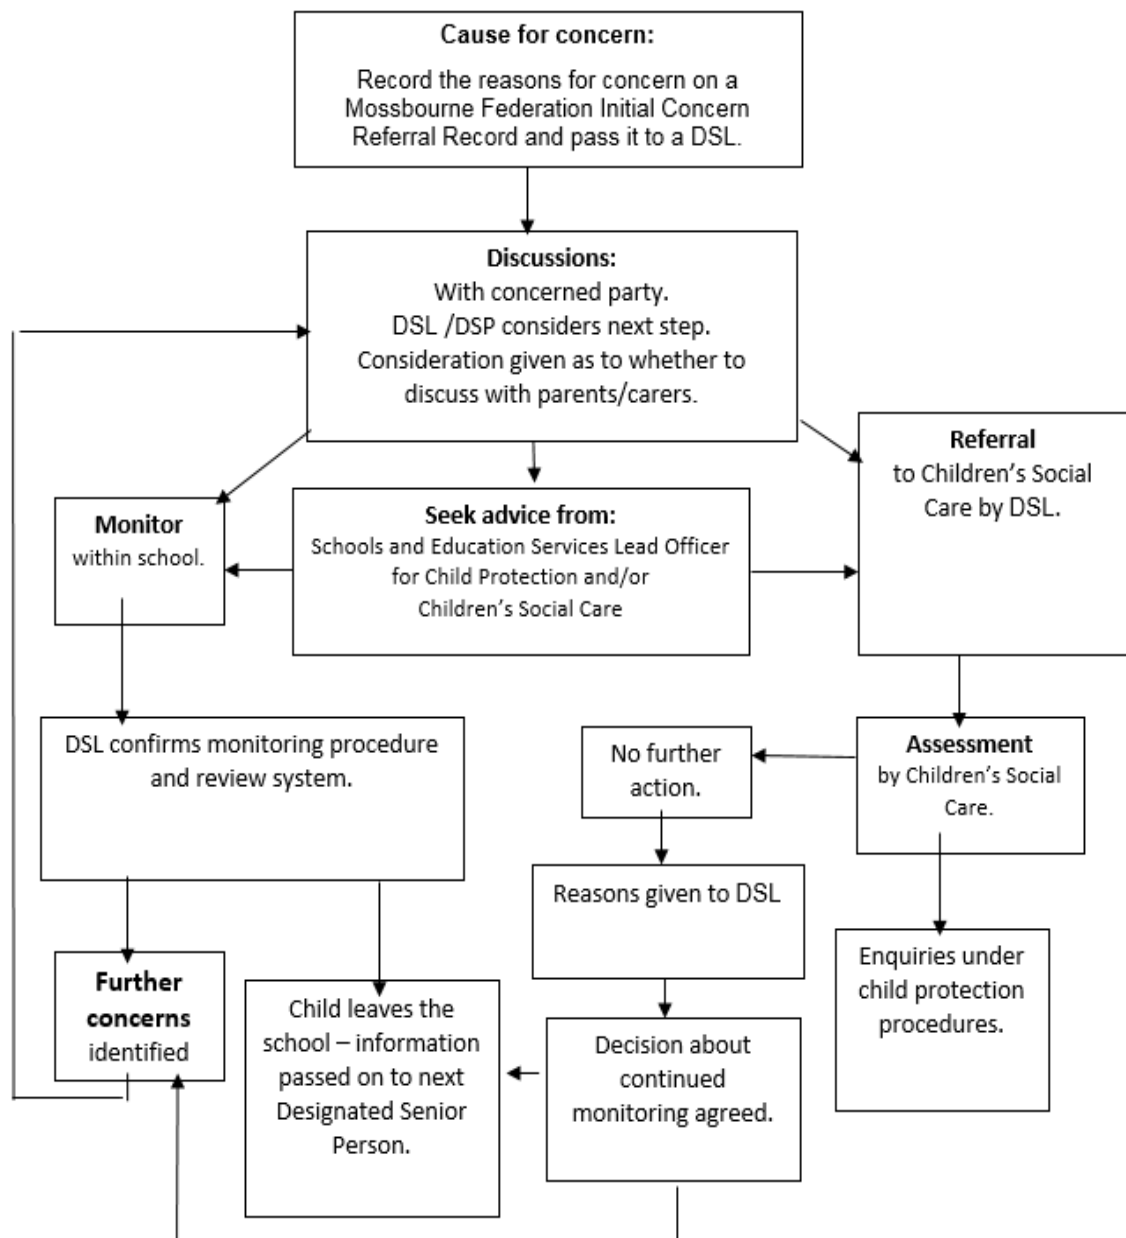 Cause for concern:
Record the reasons for concern on a
Mossbourne Federation Initial Concern
Referral Record and pass it to a DSL.
Discussions:
With concerned party.
DSL /DSP considers next step.
Consideration given as to whether to
discuss with parents/carers.
Referral
to Children's Social
Care by DSL.
Monitor
within school.
Seek advice from:
Schools and Education Services Lead Officer
for Child Protection and/or
Children's Social Care
DSL confirms monitoring procedure
and review system.
No further
action.
Assessment
by Children's Social
Care.
Reasons given to DSL
Enquiries under
child protection
procedures.
Further
concerns
identified
Child leaves the
school – information
passed on to next
Designated Senior
Person.
Decision about
continued
monitoring agreed.